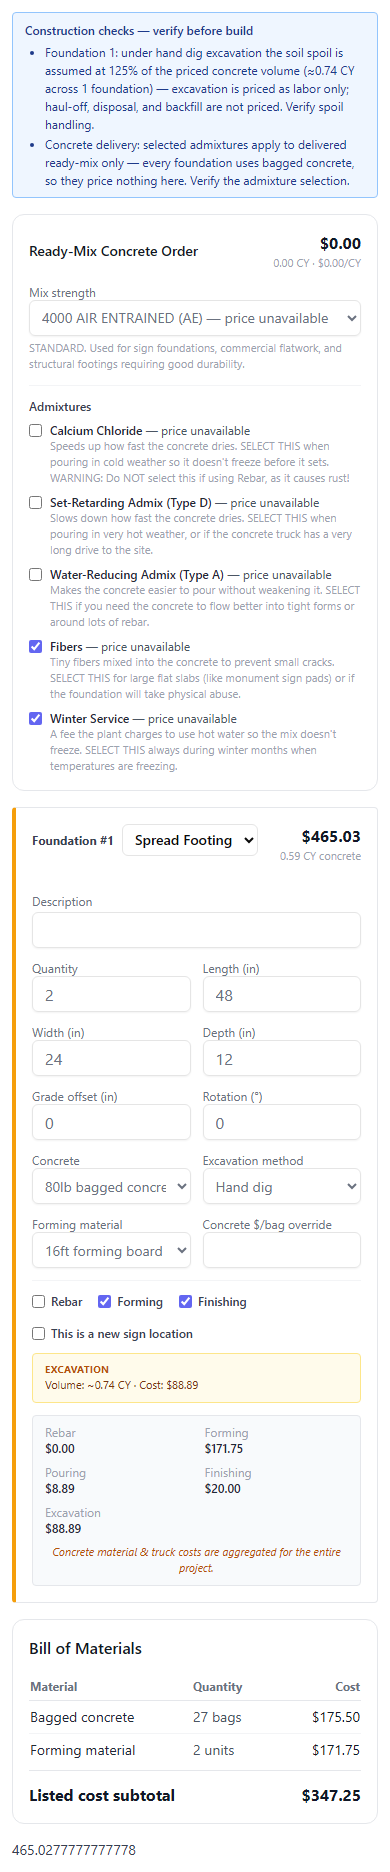 Construction checks — verify before build
• Foundation 1: under hand dig excavation the soil spoil is
assumed at 125% of the priced concrete volume (≈0.74 CY
across 1 foundation) — excavation is priced as labor only;
haul-off, disposal, and backfill are not priced. Verify spoil
handling.
• Concrete delivery: selected admixtures apply to delivered
ready-mix only — every foundation uses bagged concrete,
so they price nothing here. Verify the admixture selection.
Ready-Mix Concrete Order
$0.00
0.00 CY · $0.00/CY
Mix strength
4000 AIR ENTRAINED (AE) — price unavailable
STANDARD. Used for sign foundations, commercial flatwork, and
structural footings requiring good durability.
Admixtures
Calcium Chloride — price unavailable
Speeds up how fast the concrete dries. SELECT THIS when
pouring in cold weather so it doesn't freeze before it sets.
WARNING: Do NOT select this if using Rebar, as it causes rust!
Set-Retarding Admix (Type D) — price unavailable
Slows down how fast the concrete dries. SELECT THIS when
pouring in very hot weather, or if the concrete truck has a very
long drive to the site.
Water-Reducing Admix (Type A) — price unavailable
Makes the concrete easier to pour without weakening it. SELECT
THIS if you need the concrete to flow better into tight forms or
around lots of rebar.
Fibers — price unavailable
Tiny fibers mixed into the concrete to prevent small cracks.
SELECT THIS for large flat slabs (like monument sign pads) or if
the foundation will take physical abuse.
Winter Service — price unavailable
A fee the plant charges to use hot water so the mix doesn't
freeze. SELECT THIS always during winter months when
temperatures are freezing.
Foundation #1 Spread Footing $465.03
0.59 CY concrete
Description
Quantity Length (in)
2 48
Width (in) Depth (in)
24 12
Grade offset (in) Rotation (°)
0 0
Concrete Excavation method
80lb bagged concre Hand dig
Forming material Concrete $/bag override
16ft forming board
Rebar Forming Finishing
This is a new sign location
EXCAVATION
Volume: ~0.74 CY · Cost: $88.89
Rebar Forming
$0.00 $171.75
Pouring Finishing
$8.89 $20.00
Excavation
$88.89
Concrete material & truck costs are aggregated for the entire
project.
Bill of Materials
Material Quantity Cost
Bagged concrete 27 bags $175.50
Forming material 2 units $171.75
Listed cost subtotal $347.25
465.0277777777778